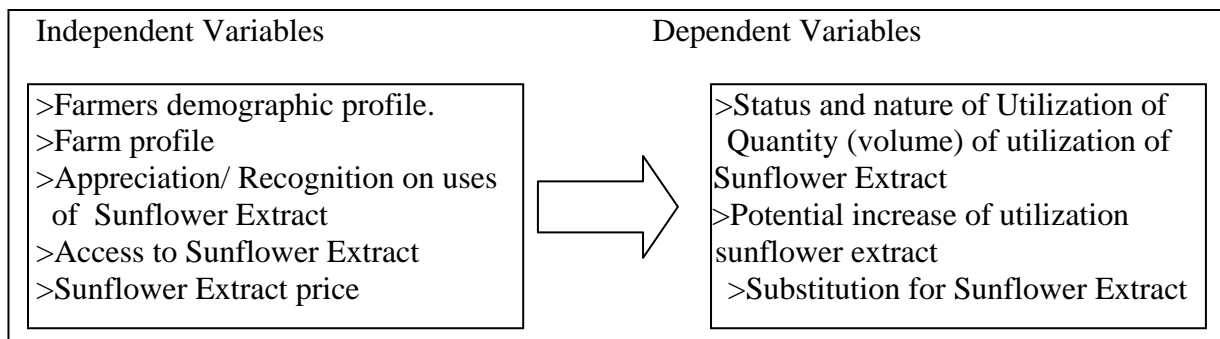 Independent Variables
Dependent Variables
>Farmers demographic profile.
>Farm profile
>Appreciation/ Recognition on uses
of Sunflower Extract
>Access to Sunflower Extract
>Sunflower Extract price
>Status and nature of Utilization of
Quantity (volume) of utilization of
Sunflower Extract
>Potential increase of utilization
sunflower extract
>Substitution for Sunflower Extract